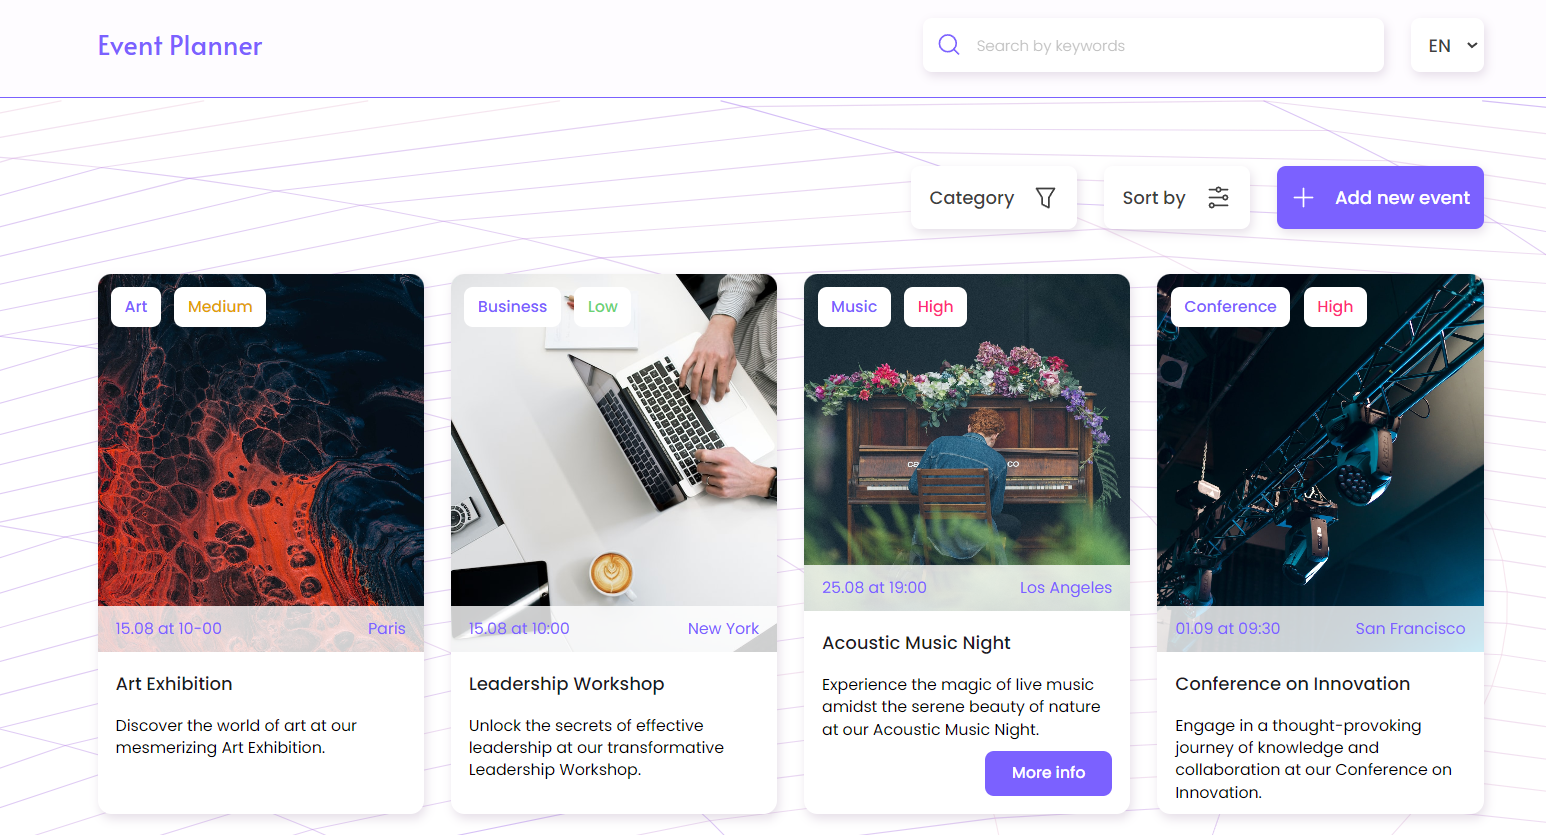 Event Planner
Search by keywords
EN
Category
Sort by
Add new event
Art
Medium
15.08 at 10-00
Paris
Art Exhibition
Discover the world of art at our
mesmerizing Art Exhibition.
Business
Low
15.08 at 10:00
New York
Leadership Workshop
Unlock the secrets of effective
leadership at our transformative
Leadership Workshop.
Music
High
25.08 at 19:00
Los Angeles
Acoustic Music Night
Experience the magic of live music
amidst the serene beauty of nature
at our Acoustic Music Night.
More info
Conference
High
01.09 at 09:30
San Francisco
Conference on Innovation
Engage in a thought-provoking
journey of knowledge and
collaboration at our Conference on
Innovation.